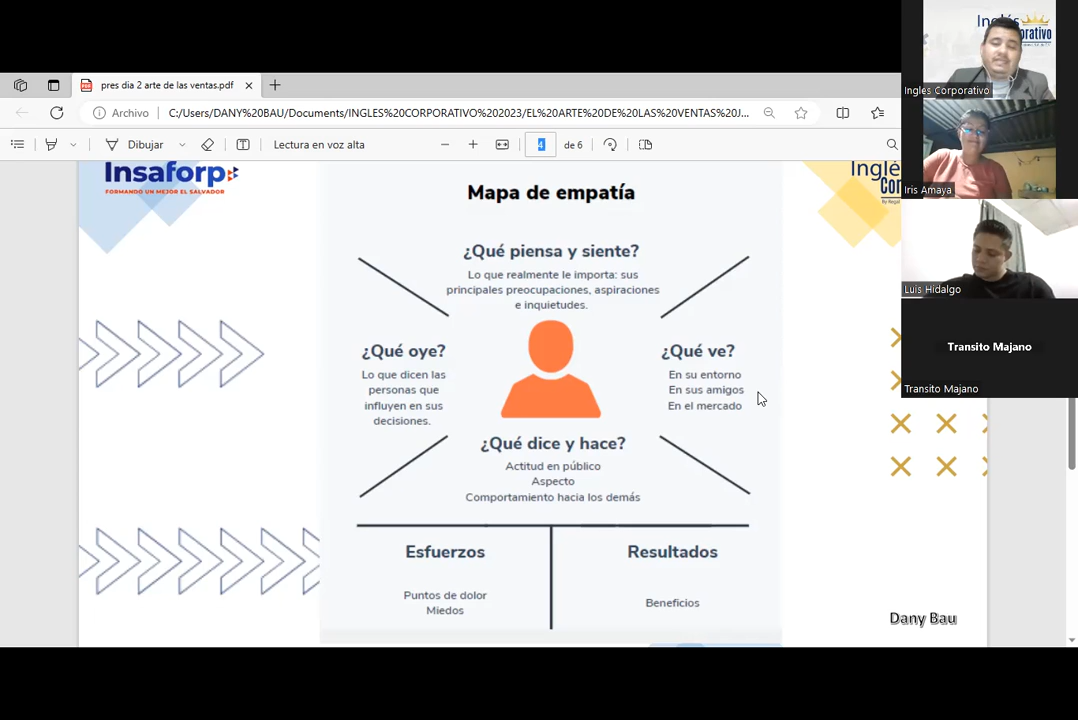 pres dia 2 arte de las ventas.pdf
Archivo
C:/Users/DANY%20BAU/Documents/INGLES%20CORPORATIVO%202023/EL%20ARTE%20DE%20LAS%20VENTAS%20J...
Dibujar
Lectura en voz alta
4
de 6
Insaforp
FORMANDO UN MEJOR EL SALVADOR
Mapa de empatía
¿Qué piensa y siente?
Lo que realmente le importa: sus
principales preocupaciones, aspiraciones
e inquietudes.
¿Qué oye?
Lo que dicen las
personas que
influyen en sus
decisiones.
¿Qué ve?
En su entorno
En sus amigos
En el mercado
¿Qué dice y hace?
Actitud en público
Aspecto
Comportamiento hacia los demás
Esfuerzos
Puntos de dolor
Miedos
Resultados
Beneficios
Dany Bau
Ingles Corporativo
Iris Amaya
Luis Hidalgo
Transito Majano
Transito Majano